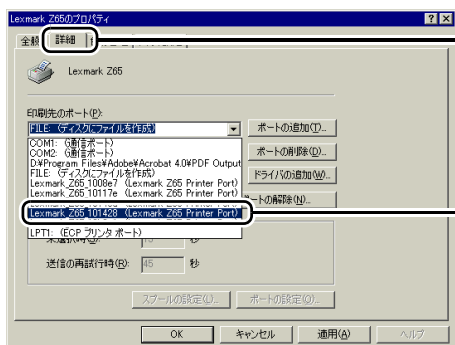 Lexmark Z65のプロパティ
全般 詳細
Lexmark Z65
印刷先のポート(P):
FILE: (ディスクにファイルを作成)
ポートの追加(T)...
COM1: (通信ポート)
COM2: (通信ポート)
ポートの削除(D)...
D:¥Program Files¥Adobe¥Acrobat 4.0¥PDF Output
FILE: (ディスクにファイルを作成)
ドライバの追加(W)...
Lexmark_Z65_1008e7 (Lexmark Z65 Printer Port)
Lexmark_Z65_10117e (Lexmark Z65 Printer Port)
ポートの解除(N)...
Lexmark_Z65_101428 (Lexmark Z65 Printer Port)
LPT1: (ECP プリンタ ポート)
未選択時(S): 15 秒
送信の再試行時(R): 45 秒
スプールの設定(L)... ポートの設定(O)...
OK キャンセル 適用(A) ヘルプ